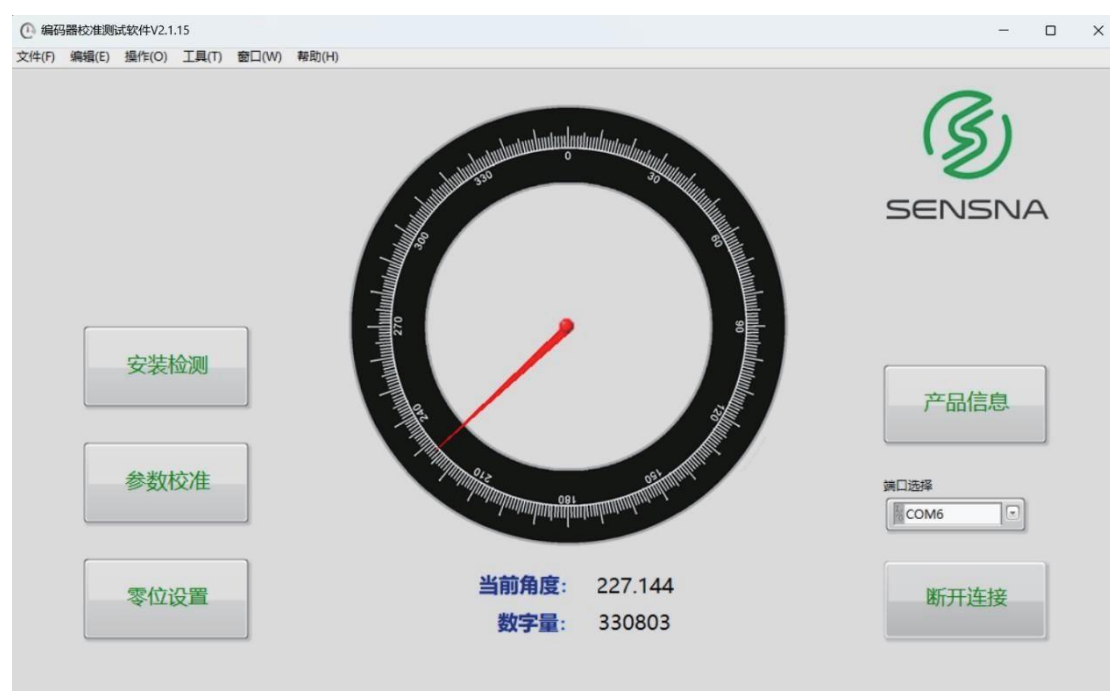 编码器校准测试软件V2.1.15
文件(F) 编辑(E) 操作(O) 工具(T) 窗口(W) 帮助(H)
SENSNA
0
30
60
90
120
150
180
210
240
270
300
330
安装检测
参数校准
零位设置
当前角度: 227.144
数字量: 330803
产品信息
端口选择
COM6
断开连接